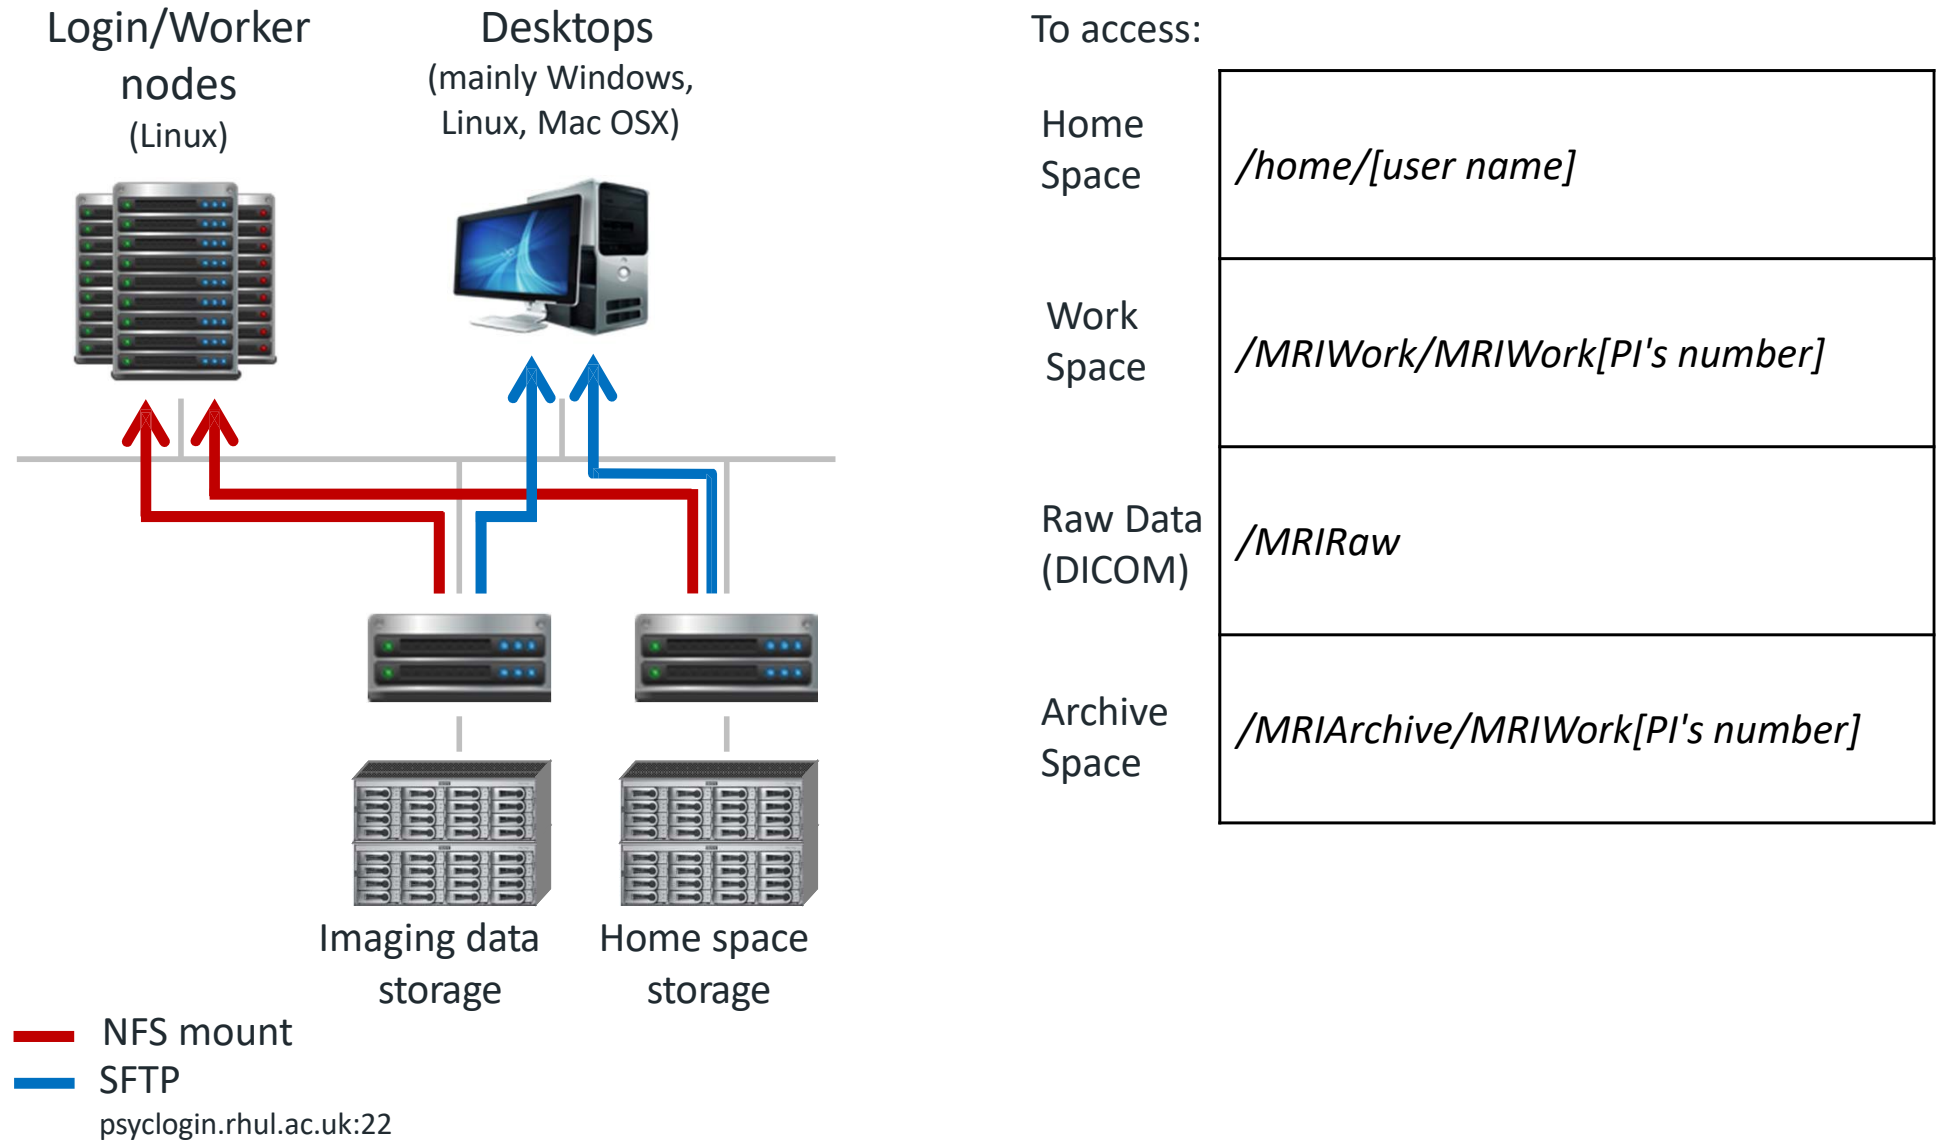 Login/Worker
nodes
(Linux)
Desktops
(mainly Windows,
Linux, Mac OSX)
Imaging data
storage
Home space
storage
NFS mount
SFTP
psyclogin.rhul.ac.uk:22
To access:
Home
Space
/home/[user name]
Work
Space
/MRIWork/MRIWork[PI's number]
Raw Data
(DICOM)
/MRIRaw
Archive
Space
/MRIArchive/MRIWork[PI's number]